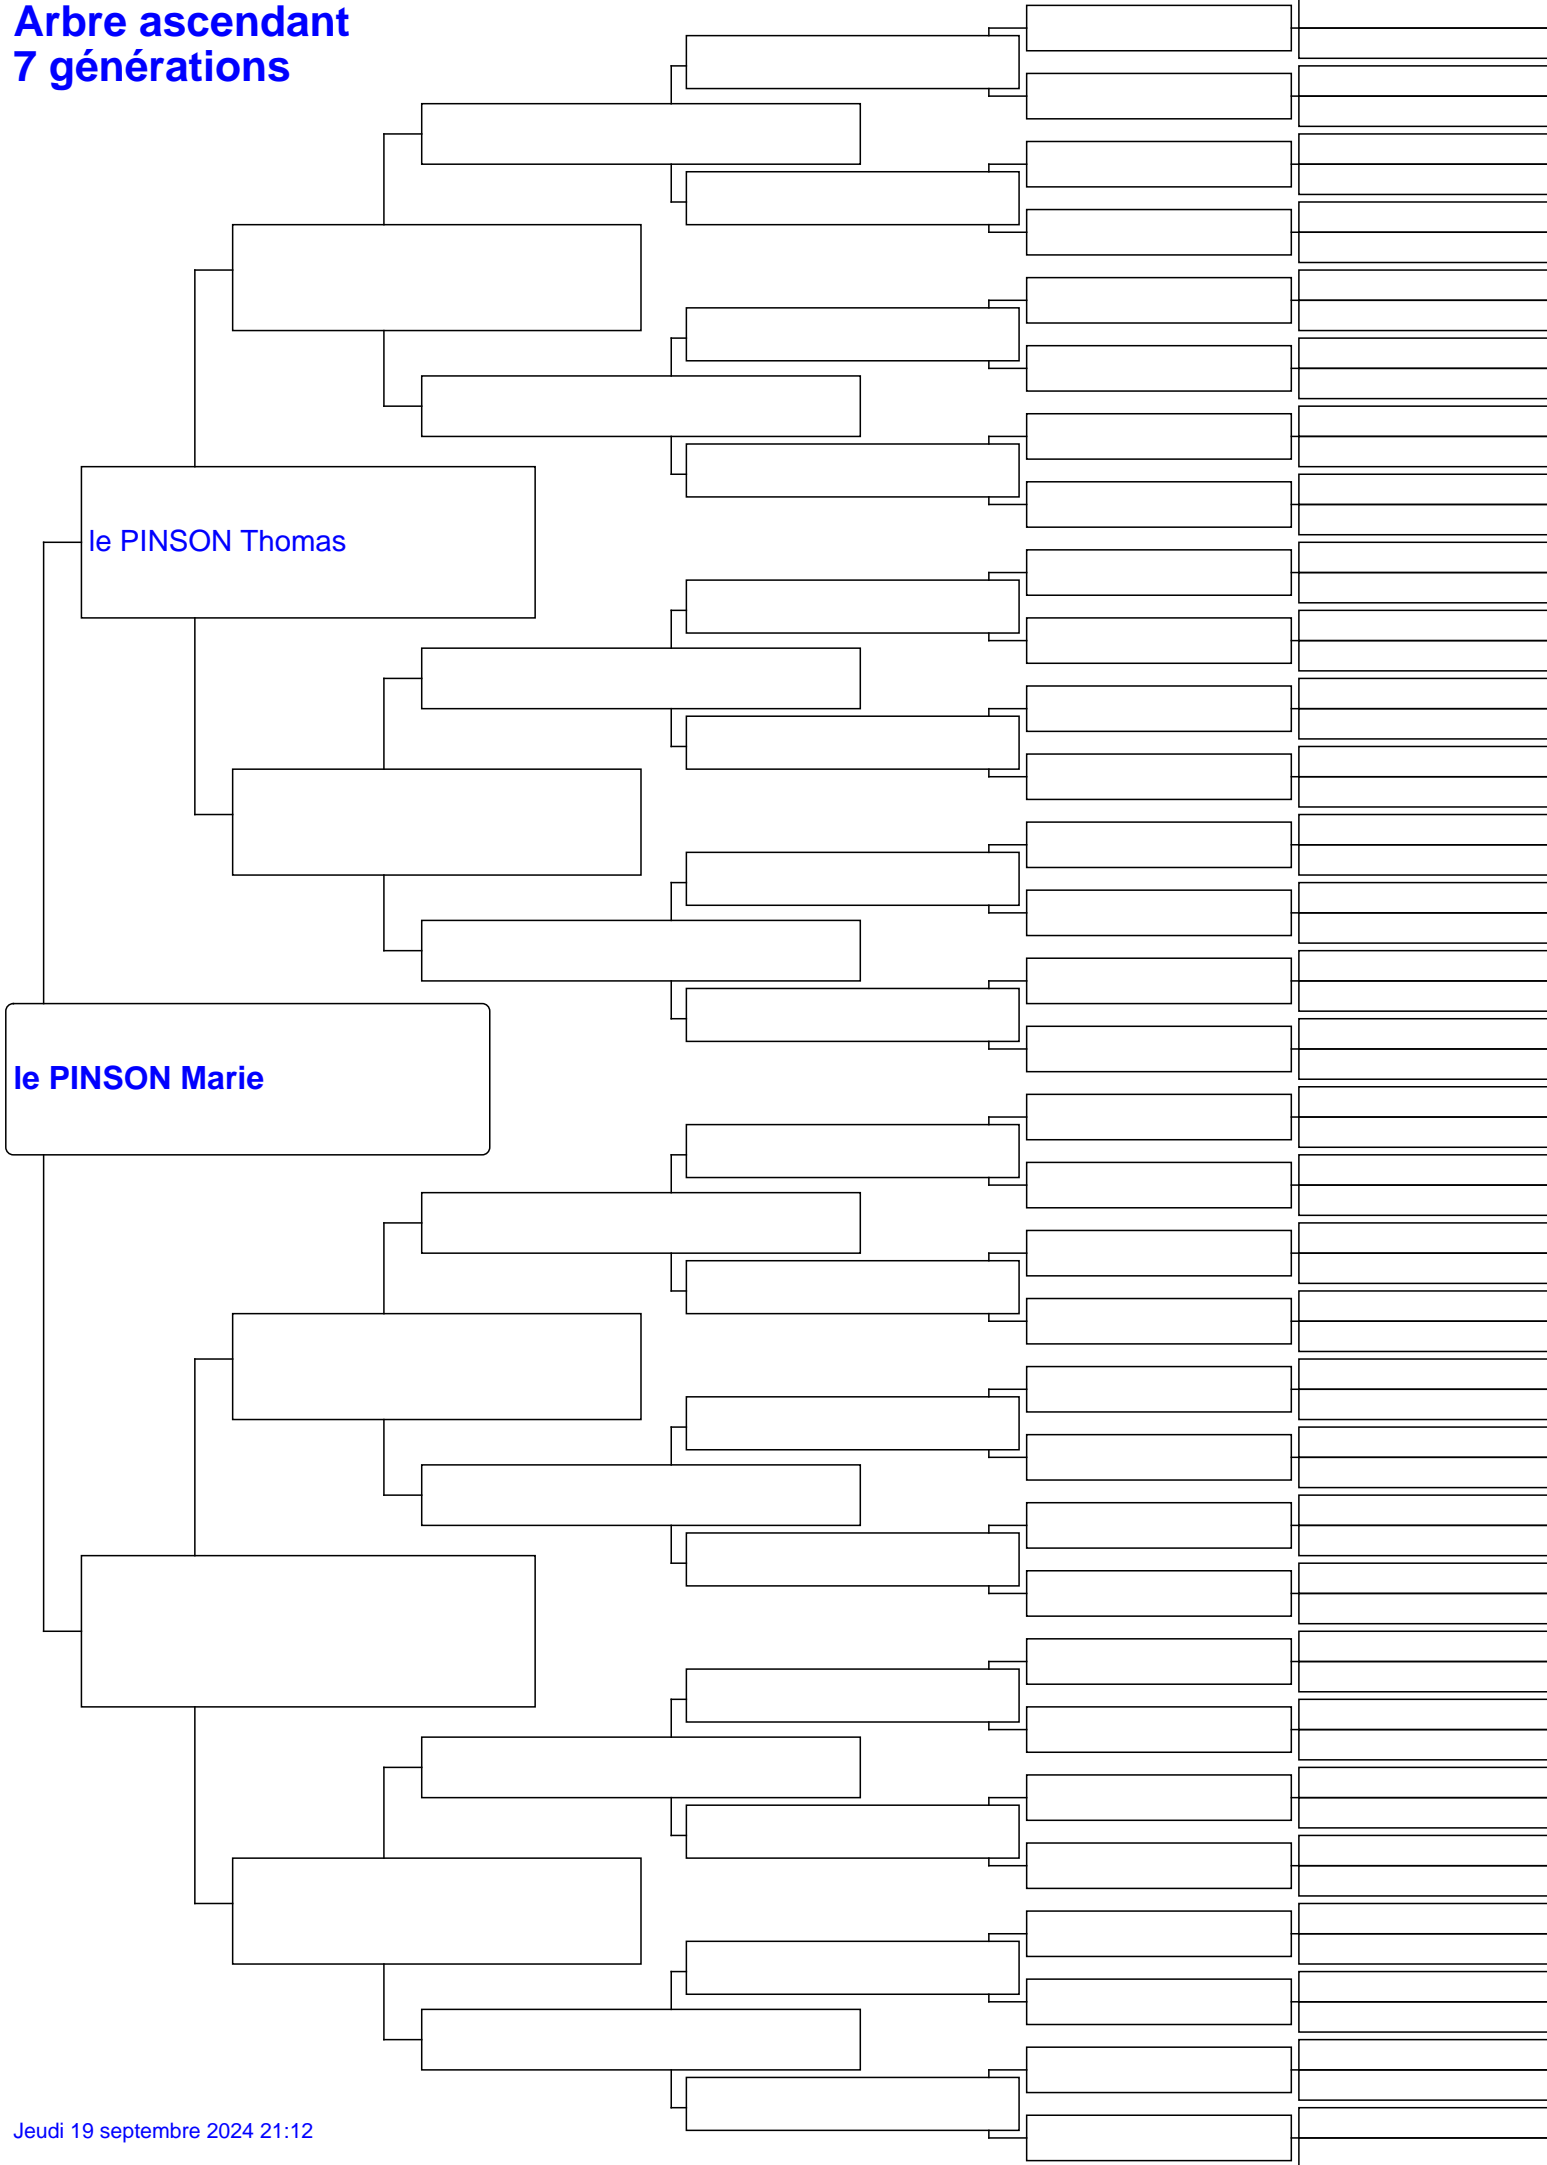 Arbre ascendant
7 générations
le PINSON Thomas
le PINSON Marie
Jeudi 19 septembre 2024 21:12